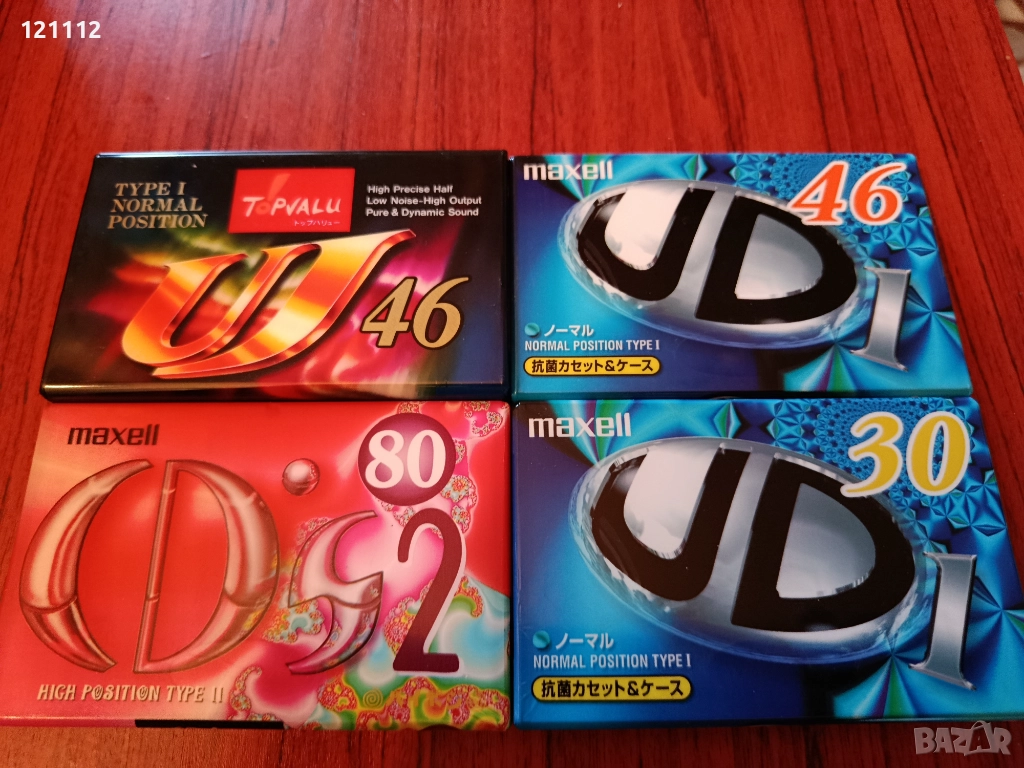 121112
TYPE I
NORMAL
POSITION
TOPVALU
トップバリュー
High Precise Half
Low Noise-High Output
Pure & Dynamic Sound
UJ
46
maxell
46
UD
I
ノーマル
NORMAL POSITION TYPE I
抗菌カセット&ケース
maxell
80
CD's
2
HIGH POSITION TYPE II
maxell
30
UD
I
ノーマル
NORMAL POSITION TYPE I
抗菌カセット&ケース
BAZAR